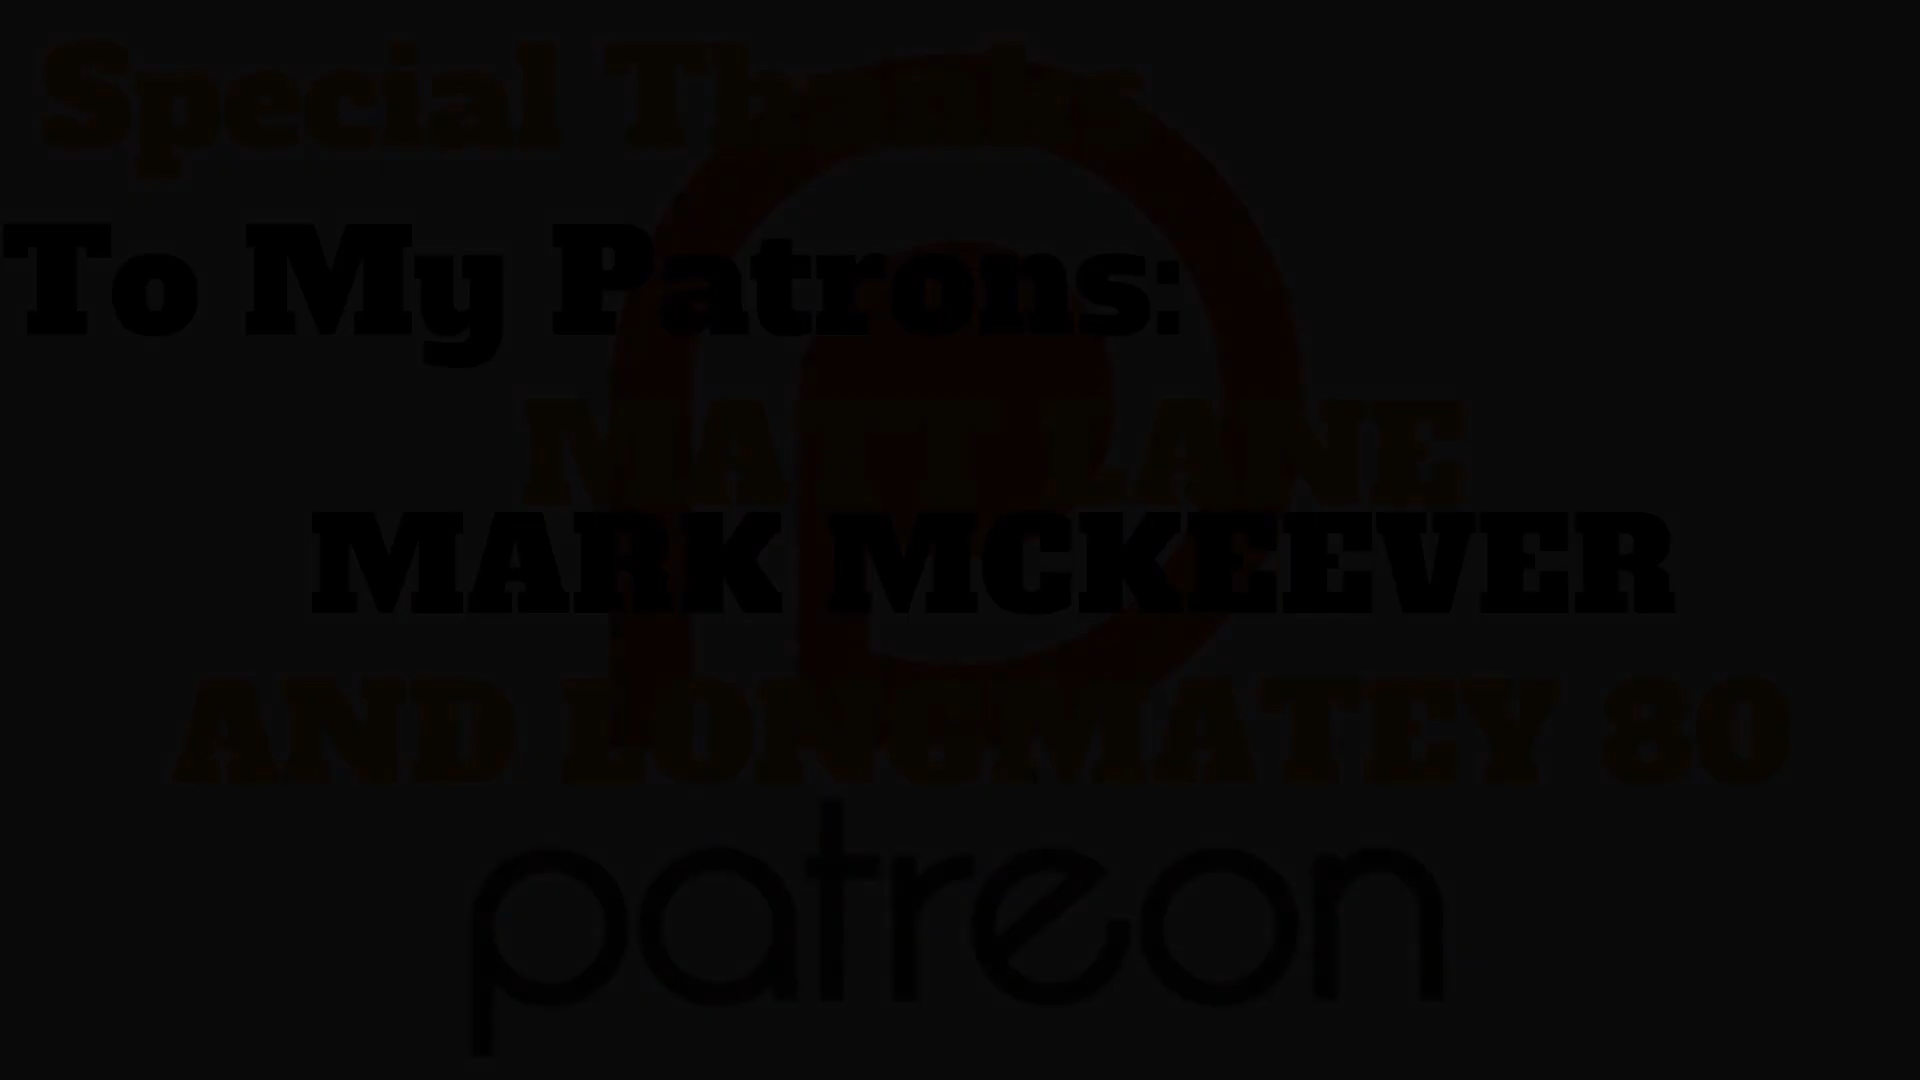 Special Thanks
To My Patrons:
MATT LANE
MARK MCKEEVER
AND LONGMATEY 80
patreon